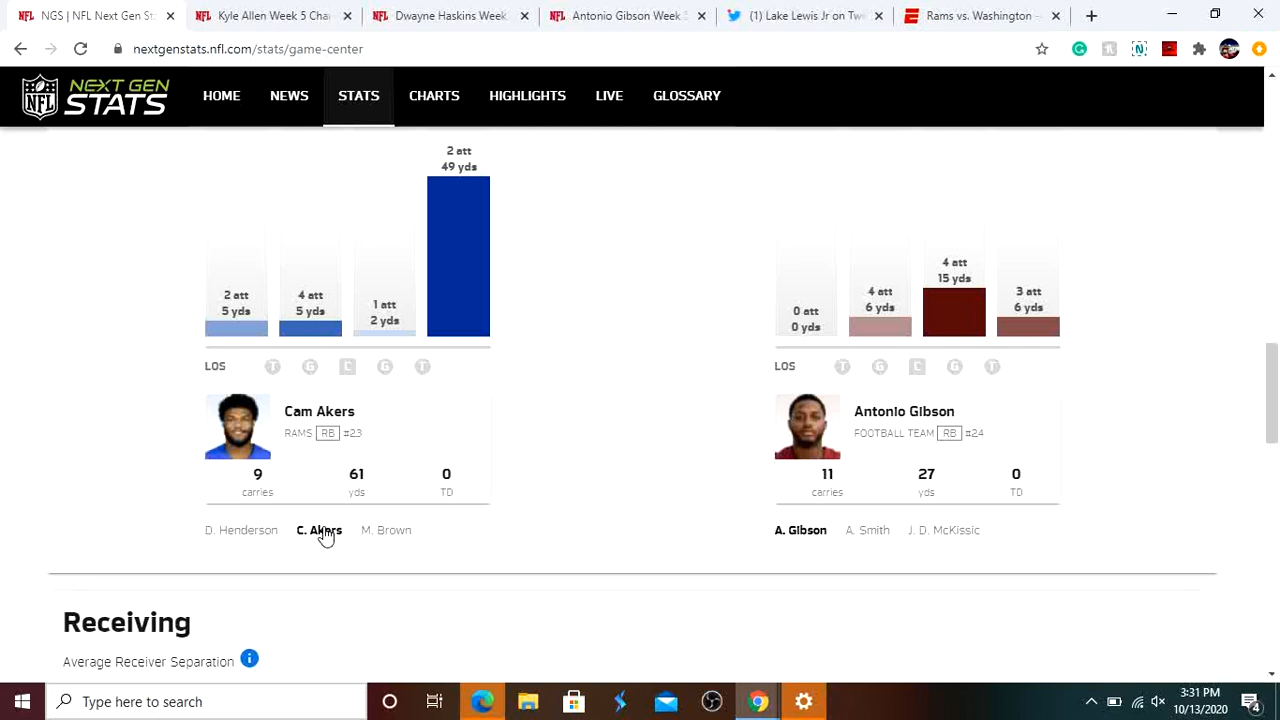 NGS | NFL Next Gen St
Kyle Allen Week 5 Cha
Dwayne Haskins Week
Antonio Gibson Week
(1) Lake Lewis Jr on Tw
Rams vs. Washington -
nextgenstats.nfl.com/stats/game-center
NFL
NEXT GEN
STATS
HOME
NEWS
STATS
CHARTS
HIGHLIGHTS
LIVE
GLOSSARY
2 att
49 yds
2 att
5 yds
4 att
5 yds
1 att
2 yds
0 att
0 yds
4 att
6 yds
4 att
15 yds
3 att
6 yds
LOS T G C G T
LOS T G C G T
Cam Akers
RAMS RB #23
9 61 0
carries yds TD
D. Henderson C. Akers M. Brown
Antonio Gibson
FOOTBALL TEAM RB #24
11 27 0
carries yds TD
A. Gibson A. Smith J. D. McKissic
Receiving
Average Receiver Separation i
Type here to search
3:31 PM
10/13/2020
4